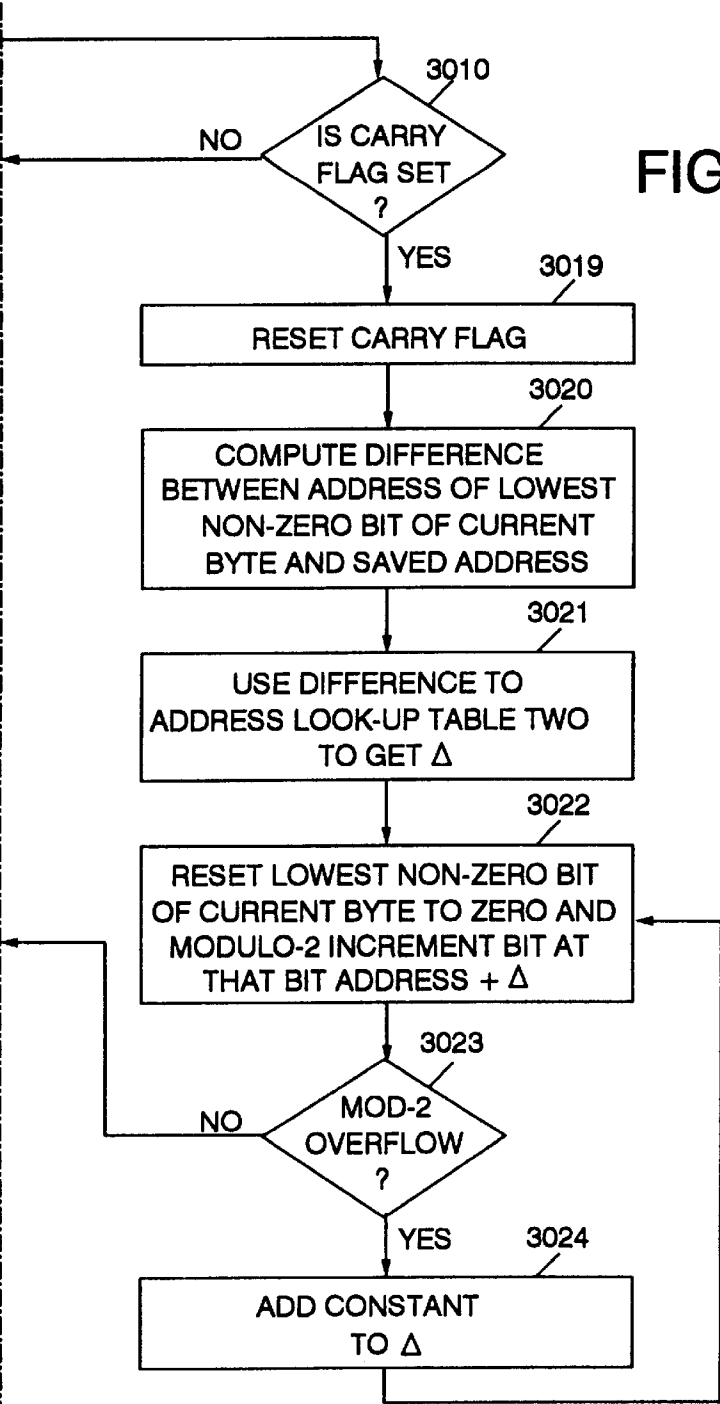 3010
NO
IS CARRY
FLAG SET
?
FIG
YES
3019
RESET CARRY FLAG
3020
COMPUTE DIFFERENCE
BETWEEN ADDRESS OF LOWEST
NON-ZERO BIT OF CURRENT
BYTE AND SAVED ADDRESS
3021
USE DIFFERENCE TO
ADDRESS LOOK-UP TABLE TWO
TO GET Δ
3022
RESET LOWEST NON-ZERO BIT
OF CURRENT BYTE TO ZERO AND
MODULO-2 INCREMENT BIT AT
THAT BIT ADDRESS + Δ
3023
NO
MOD-2
OVERFLOW
?
YES
3024
ADD CONSTANT
TO Δ